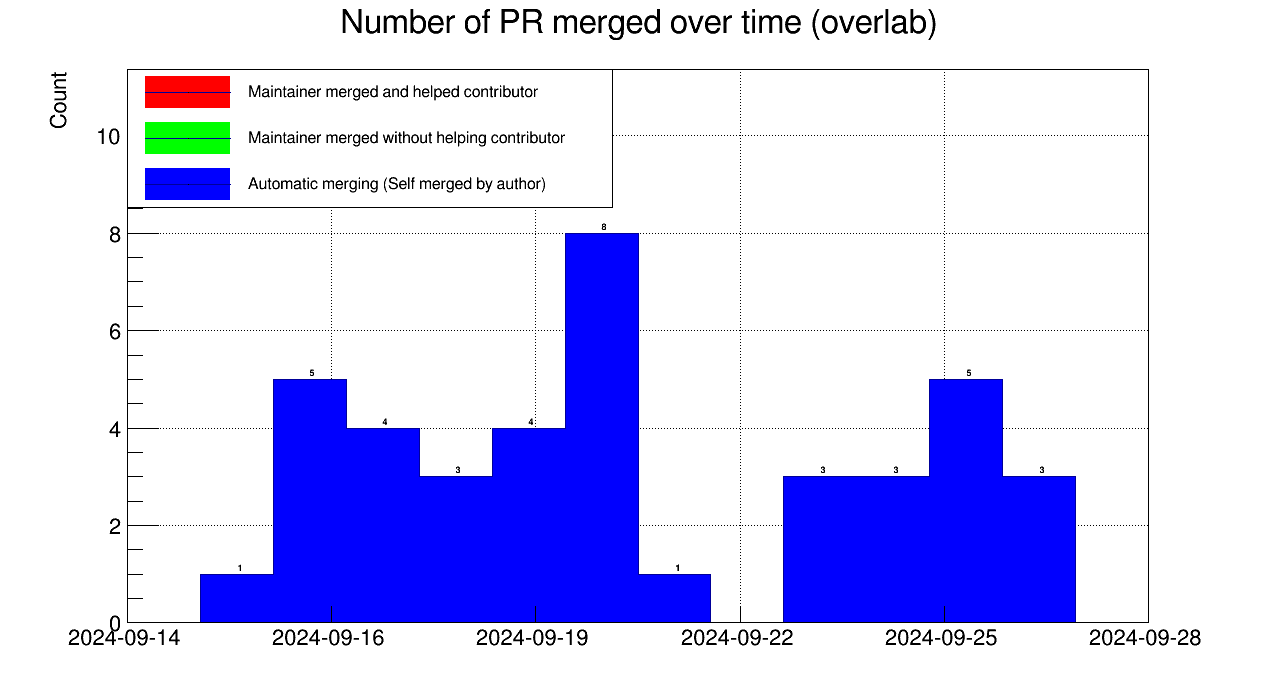 Number of PR merged over time (overlab)
Count
Maintainer merged and helped contributor
Maintainer merged without helping contributor
Automatic merging (Self merged by author)
10
8
6
4
2
0
8
5
5
4
4
3
3
3
3
1
1
2024-09-14 2024-09-16 2024-09-19 2024-09-22 2024-09-25 2024-09-28